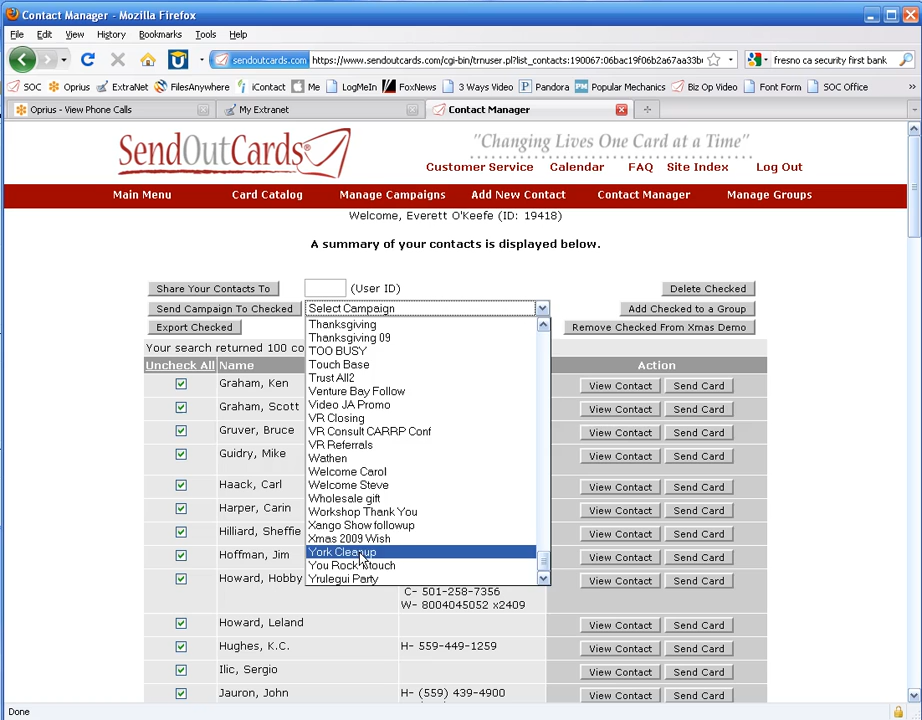 Contact Manager - Mozilla Firefox
File Edit View History Bookmarks Tools Help
sendoutcards.com https://www.sendoutcards.com/cgi-bin/trnuser.pl?list_contacts:190067:06bac19f06b2a67aa33b fresno ca security first bank
SOC Oprius ExtraNet FilesAnywhere iContact Me LogMeIn FoxNews 3 Ways Video Pandora Popular Mechanics Biz Op Video Font Form SOC Office
Oprius - View Phone Calls My Extranet Contact Manager
SendOutCards® "Changing Lives One Card at a Time"
Customer Service Calendar FAQ Site Index Log Out
Main Menu Card Catalog Manage Campaigns Add New Contact Contact Manager Manage Groups
Welcome, Everett O'Keefe (ID: 19418)
A summary of your contacts is displayed below.
Share Your Contacts To (User ID) Delete Checked
Send Campaign To Checked Select Campaign Add Checked to a Group
Export Checked Remove Checked From Xmas Demo
Your search returned 100 co
Uncheck All Name Action
Thanksgiving
Thanksgiving 09
TOO BUSY
Touch Base
Trust All2
Venture Bay Follow
Video JA Promo
VR Closing
VR Consult CARRP Conf
VR Referrals
Wathen
Welcome Carol
Welcome Steve
Wholesale gift
Workshop Thank You
Xango Show followup
Xmas 2009 Wish
York Cleanup
You Rock touch
Yrulegui Party
Graham, Ken View Contact Send Card
Graham, Scott View Contact Send Card
Gruver, Bruce View Contact Send Card
Guidry, Mike View Contact Send Card
Haack, Carl View Contact Send Card
Harper, Carin View Contact Send Card
Hilliard, Sheffie View Contact Send Card
Hoffman, Jim View Contact Send Card
Howard, Hobby View Contact Send Card
C- 501-258-7356
W- 8004045052 x2409
Howard, Leland View Contact Send Card
Hughes, K.C. H- 559-449-1259 View Contact Send Card
Ilic, Sergio View Contact Send Card
Jauron, John H- (559) 439-4900 View Contact Send Card
Done